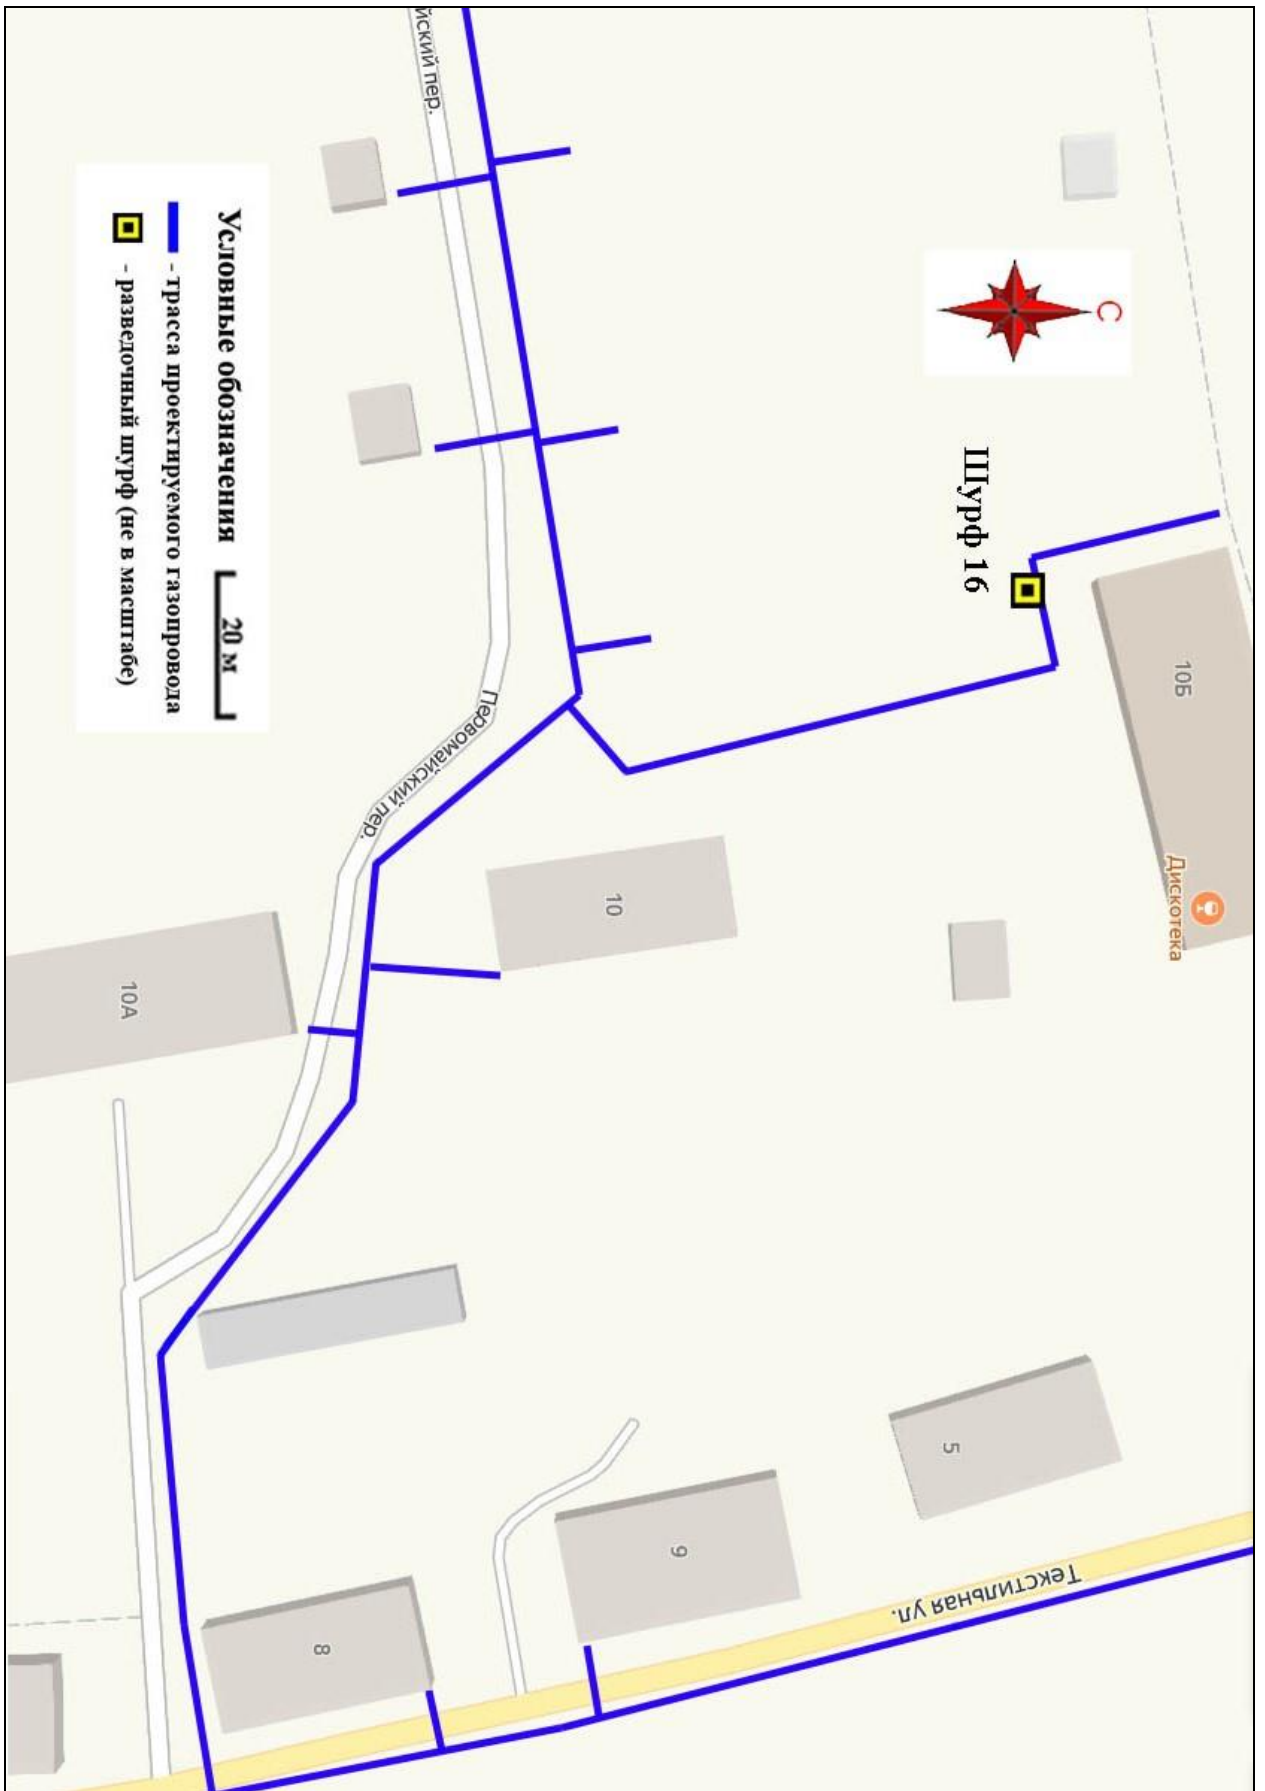 10Б
Дискотека
С
Шурф 16
5
Текстильная ул.
9
10
йский пер.
Первомайский пер.
8
Условные обозначения
20 м
- трасса проектируемого газопровода
- разведочный шурф (не в масштабе)
10А